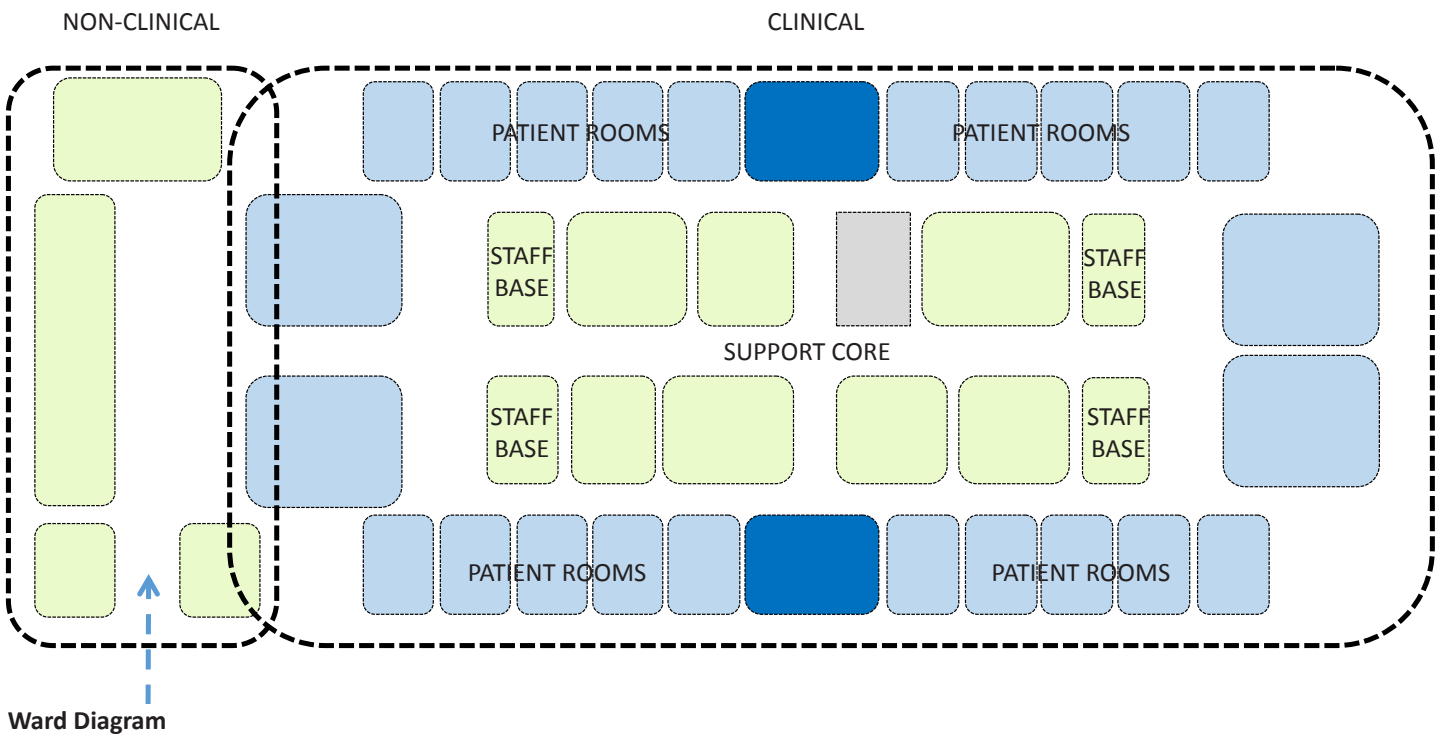 NON-CLINICAL
CLINICAL
PATIENT ROOMS
PATIENT ROOMS
STAFF
BASE
STAFF
BASE
SUPPORT CORE
STAFF
BASE
STAFF
BASE
PATIENT ROOMS
PATIENT ROOMS
Ward Diagram